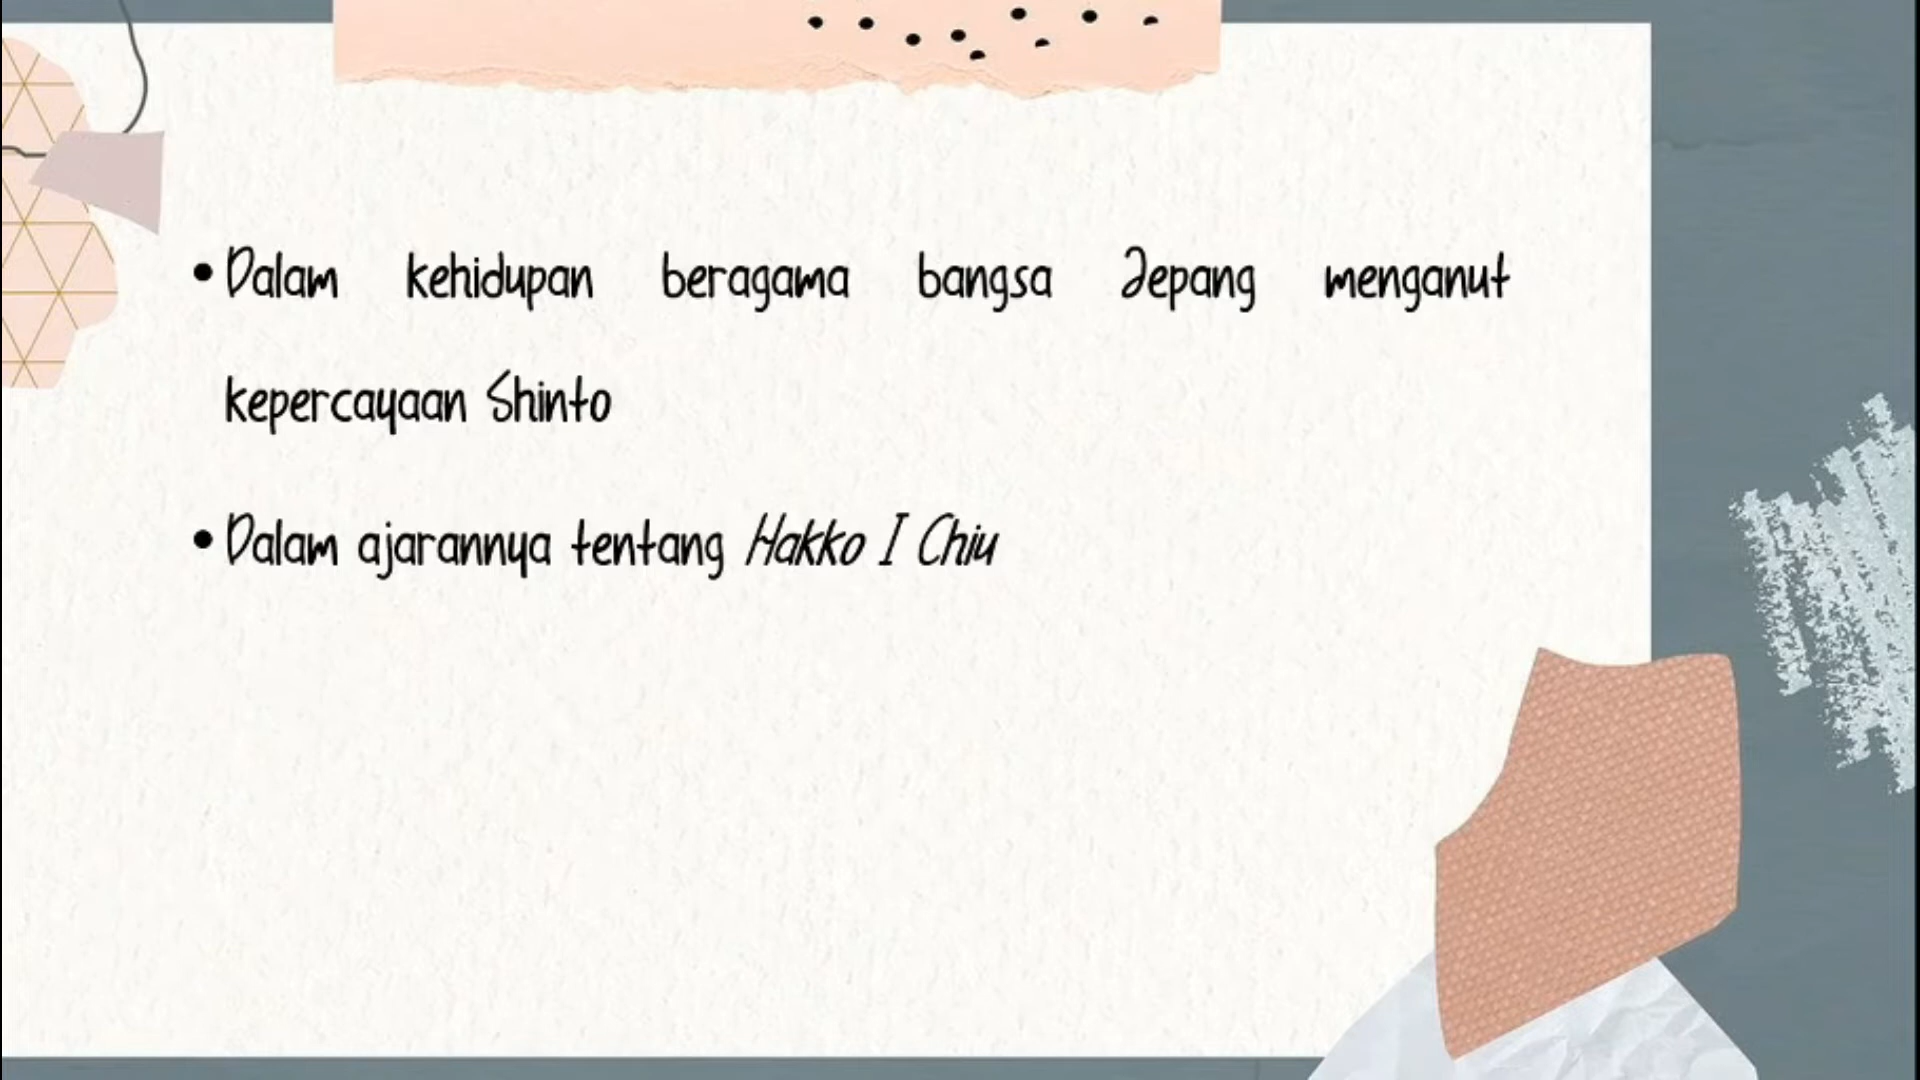 • Dalam kehidupan beragama bangsa Jepang menganut
kepercayaan Shinto
• Dalam ajarannya tentang Hakko I Chiu